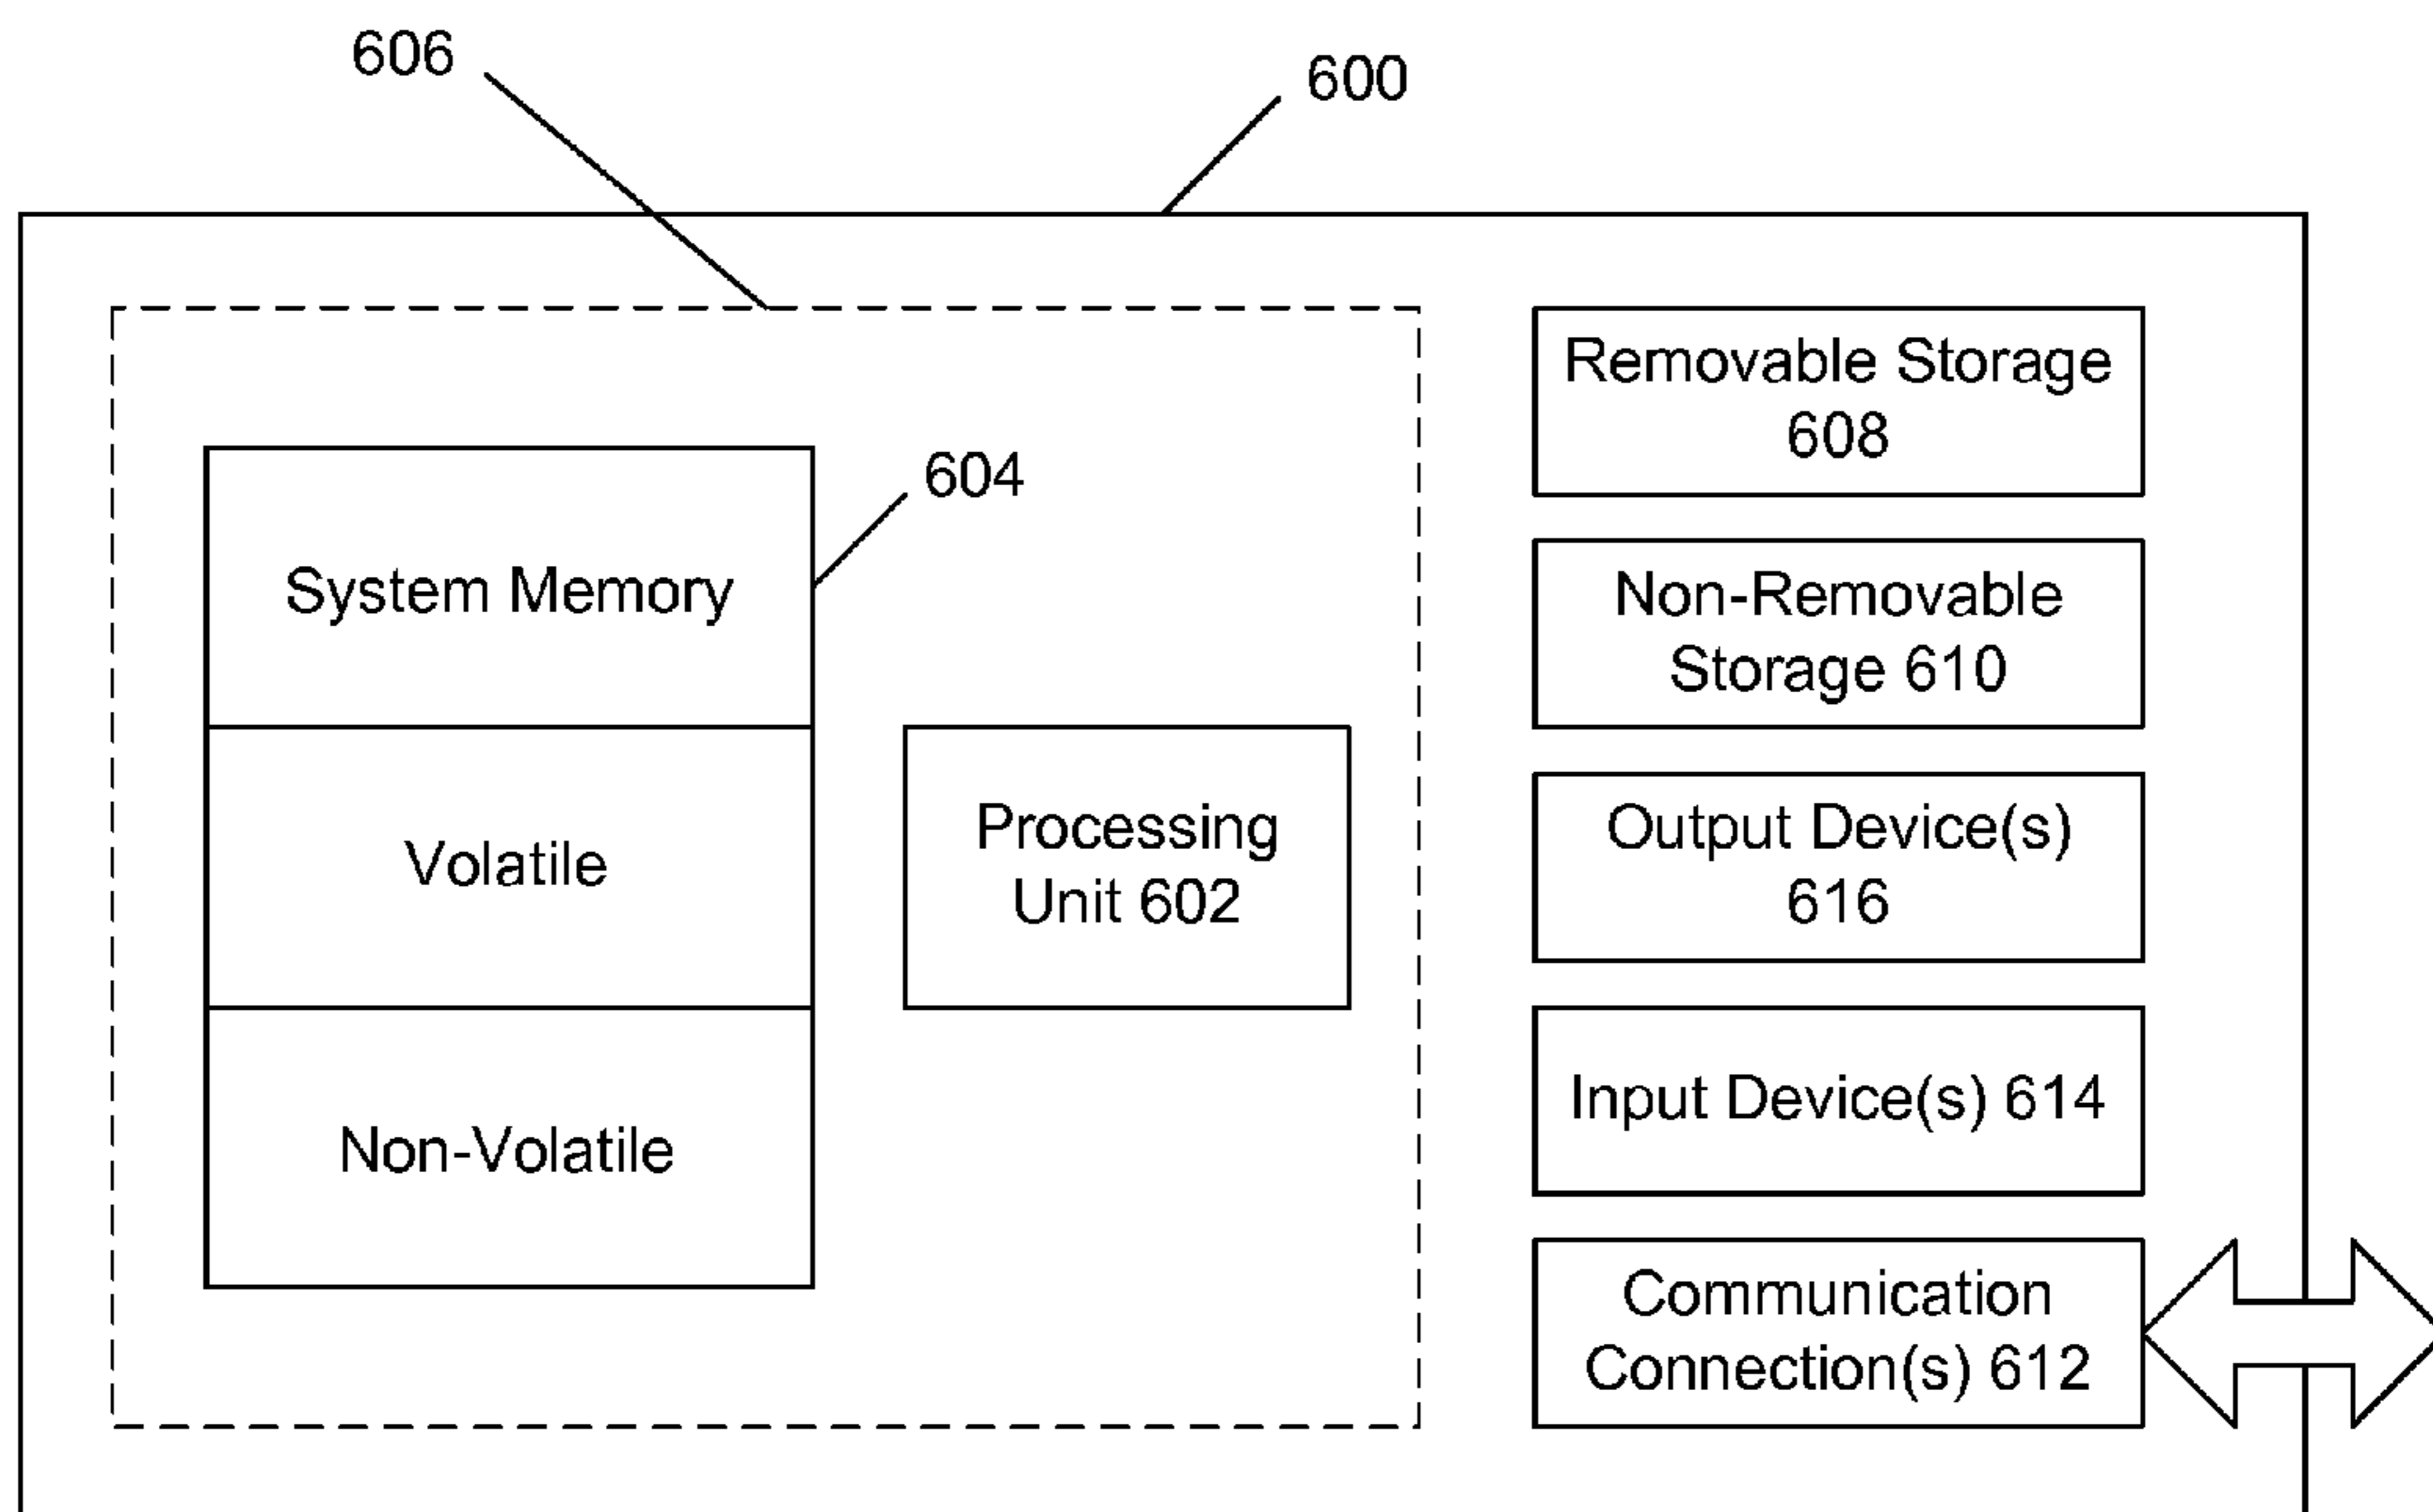 606
600
604
System Memory
Volatile
Non-Volatile
Processing
Unit 602
Removable Storage
608
Non-Removable
Storage 610
Output Device(s)
616
Input Device(s) 614
Communication
Connection(s) 612